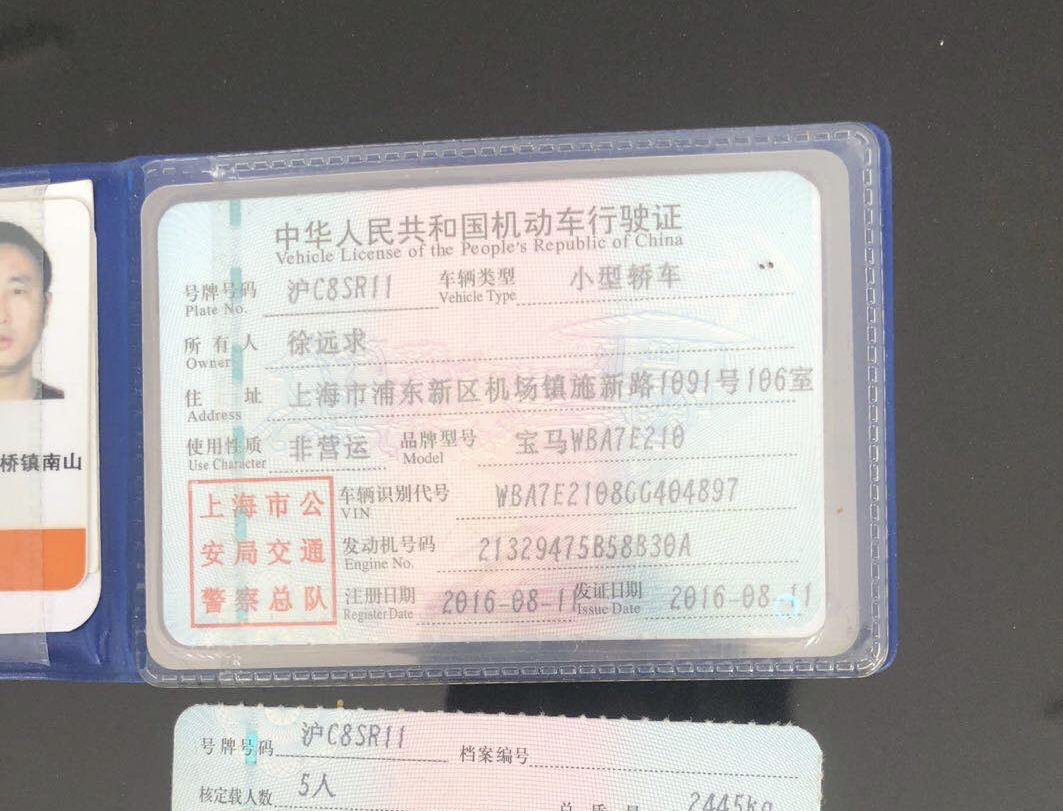 中华人民共和国机动车行驶证
Vehicle License of the People's Republic of China
号牌号码 沪C8SR11 车辆类型 小型轿车
Plate No. Vehicle Type
所有人 徐远求
Owner
住址 上海市浦东新区机场镇施新路1091号106室
Address
使用性质 非营运 品牌型号 宝马WBA7E210
Use Character Model
车辆识别代号 WBA7E2108GG404897
VIN
发动机号码 21329475B58B30A
Engine No.
注册日期 2016-08-11 发证日期 2016-08-11
Register Date Issue Date
上海市公
安局交通
警察总队
桥镇南山
号牌号码 沪C8SR11 档案编号
核定载人数 5人 总质量 2445kg